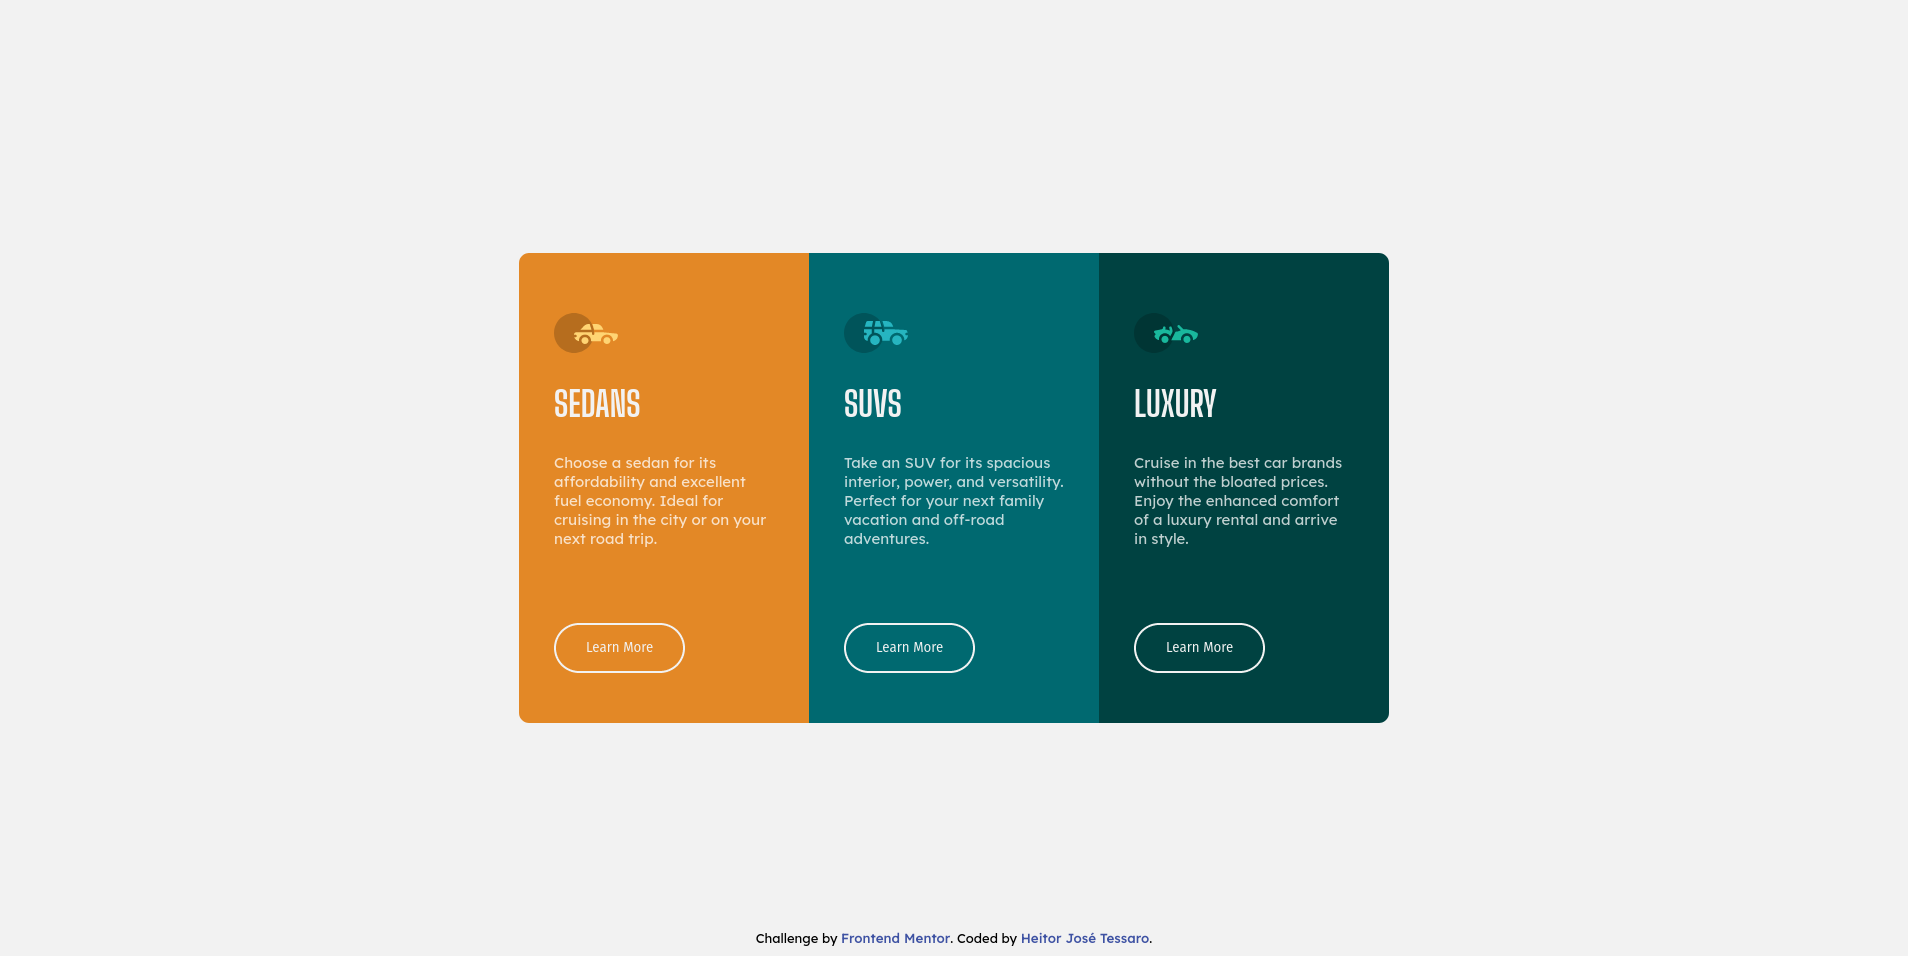 SEDANS
Choose a sedan for its
affordability and excellent
fuel economy. Ideal for
cruising in the city or on your
next road trip.
Learn More
SUVS
Take an SUV for its spacious
interior, power, and versatility.
Perfect for your next family
vacation and off-road
adventures.
Learn More
LUXURY
Cruise in the best car brands
without the bloated prices.
Enjoy the enhanced comfort
of a luxury rental and arrive
in style.
Learn More
Challenge by Frontend Mentor. Coded by Heitor José Tessaro.